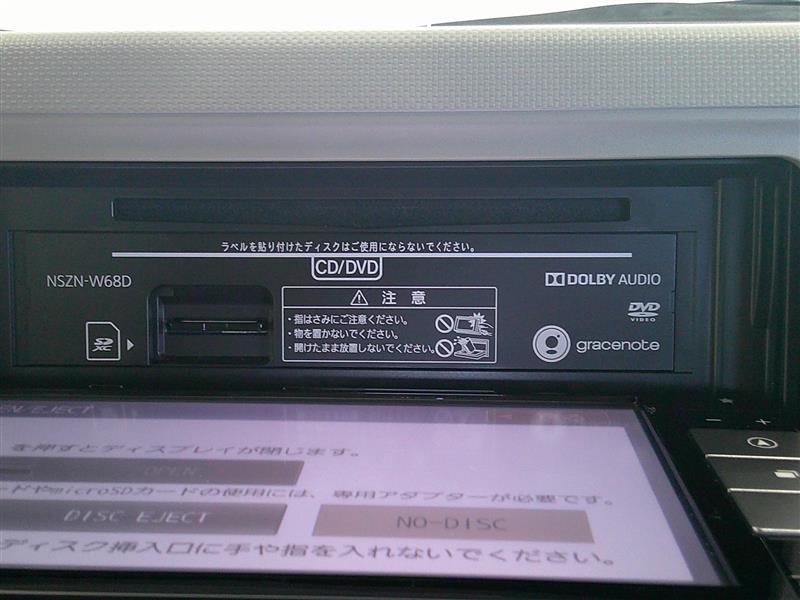 ラベルを貼り付けたディスクはご使用にならないでください。
CD/DVD
NSZN-W68D
DOLBY AUDIO
注意
・指はさみにご注意ください。
・物を置かないでください。
・開けたまま放置しないでください。
DVD
VIDEO
SD
XC
gracenote
EJECT
を押すとディスプレイが閉じます。
OPEN
ードやmicroSDカードの使用には、専用アダプターが必要です。
DISC EJECT
NO-DISC
ディスク挿入口に手や指を入れないでください。